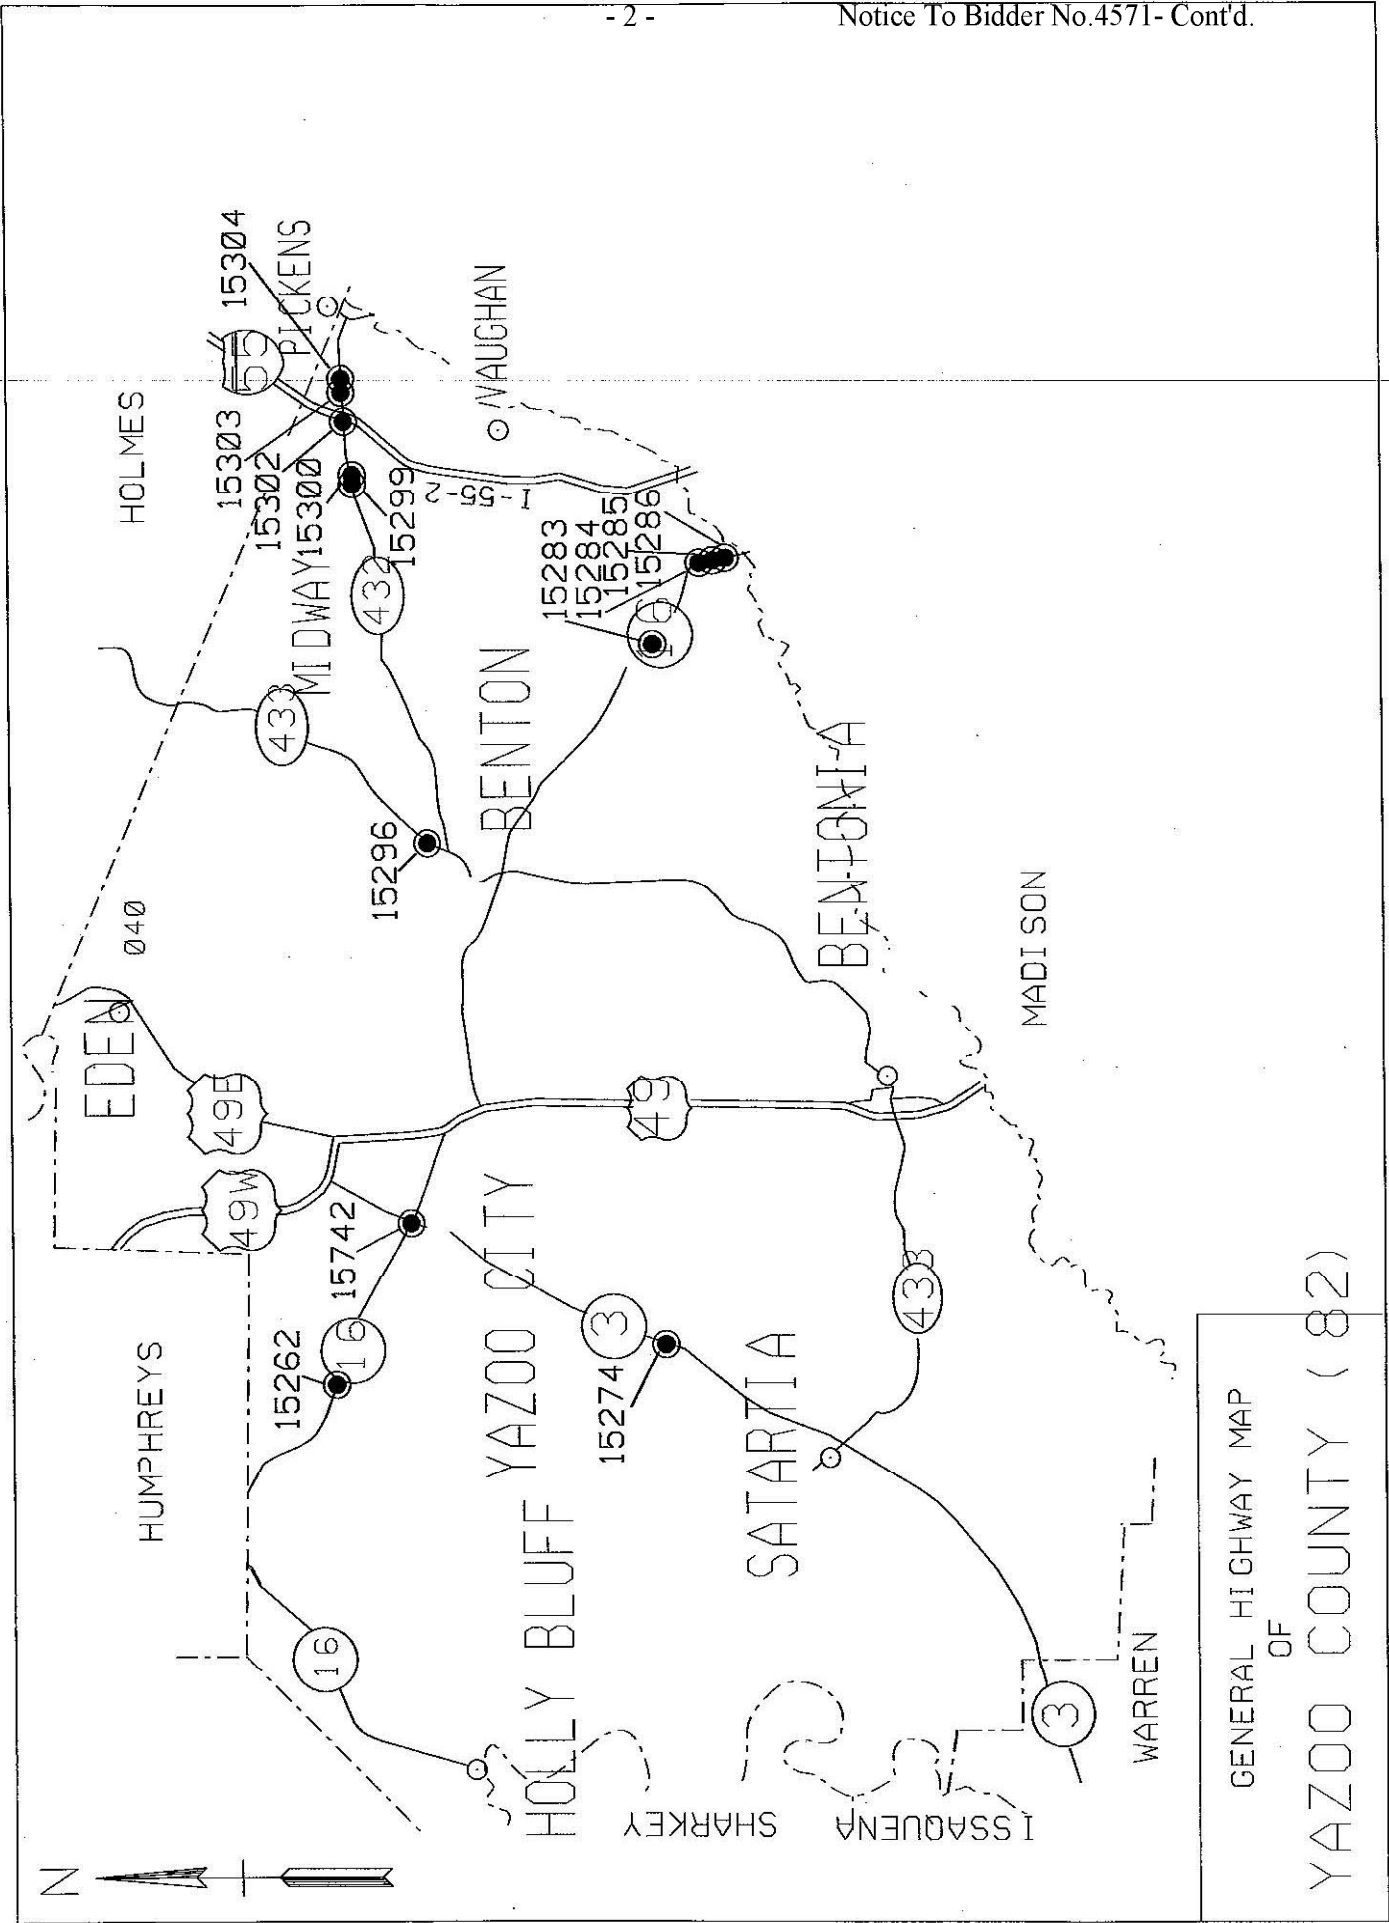 - 2 -
Notice To Bidder No.4571- Cont'd.
N
HUMPHREYS
EDEN
040
HOLMES
49E
49W
433
MIDWAY
15304
15303
15302
15300
15299
55
PICKENS
VAUGHAN
I-55-2
432
15296
15742
15262
16
16
BENTON
15283
15284
15285
15286
16
YAZOO CITY
HOLLY BLUFF
3
15274
49
SATARTIA
BENTONIA
433
MADISON
SHARKEY
ISSAQUENA
3
WARREN
GENERAL HIGHWAY MAP
OF
YAZOO COUNTY ( 82)